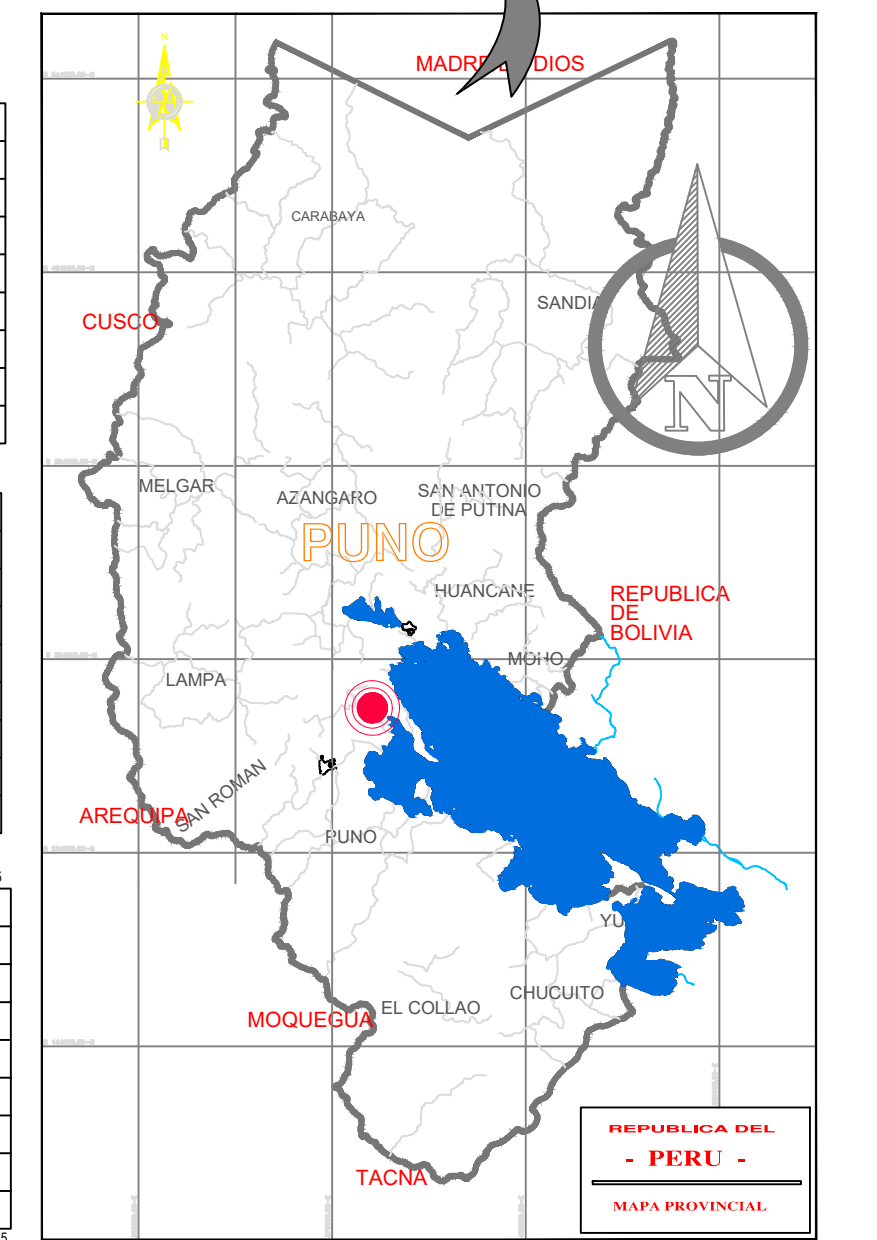 MADRE DIOS
N
CARABAYA
SANDIA
CUSCO
N
MELGAR
AZANGARO
SAN ANTONIO
DE PUTINA
PUNO
HUANCANE
REPUBLICA
DE
BOLIVIA
MOHO
LAMPA
SAN ROMAN
AREQUIPA
PUNO
YU
CHUCUITO
EL COLLAO
MOQUEGUA
TACNA
REPUBLICA DEL
- PERU -
MAPA PROVINCIAL